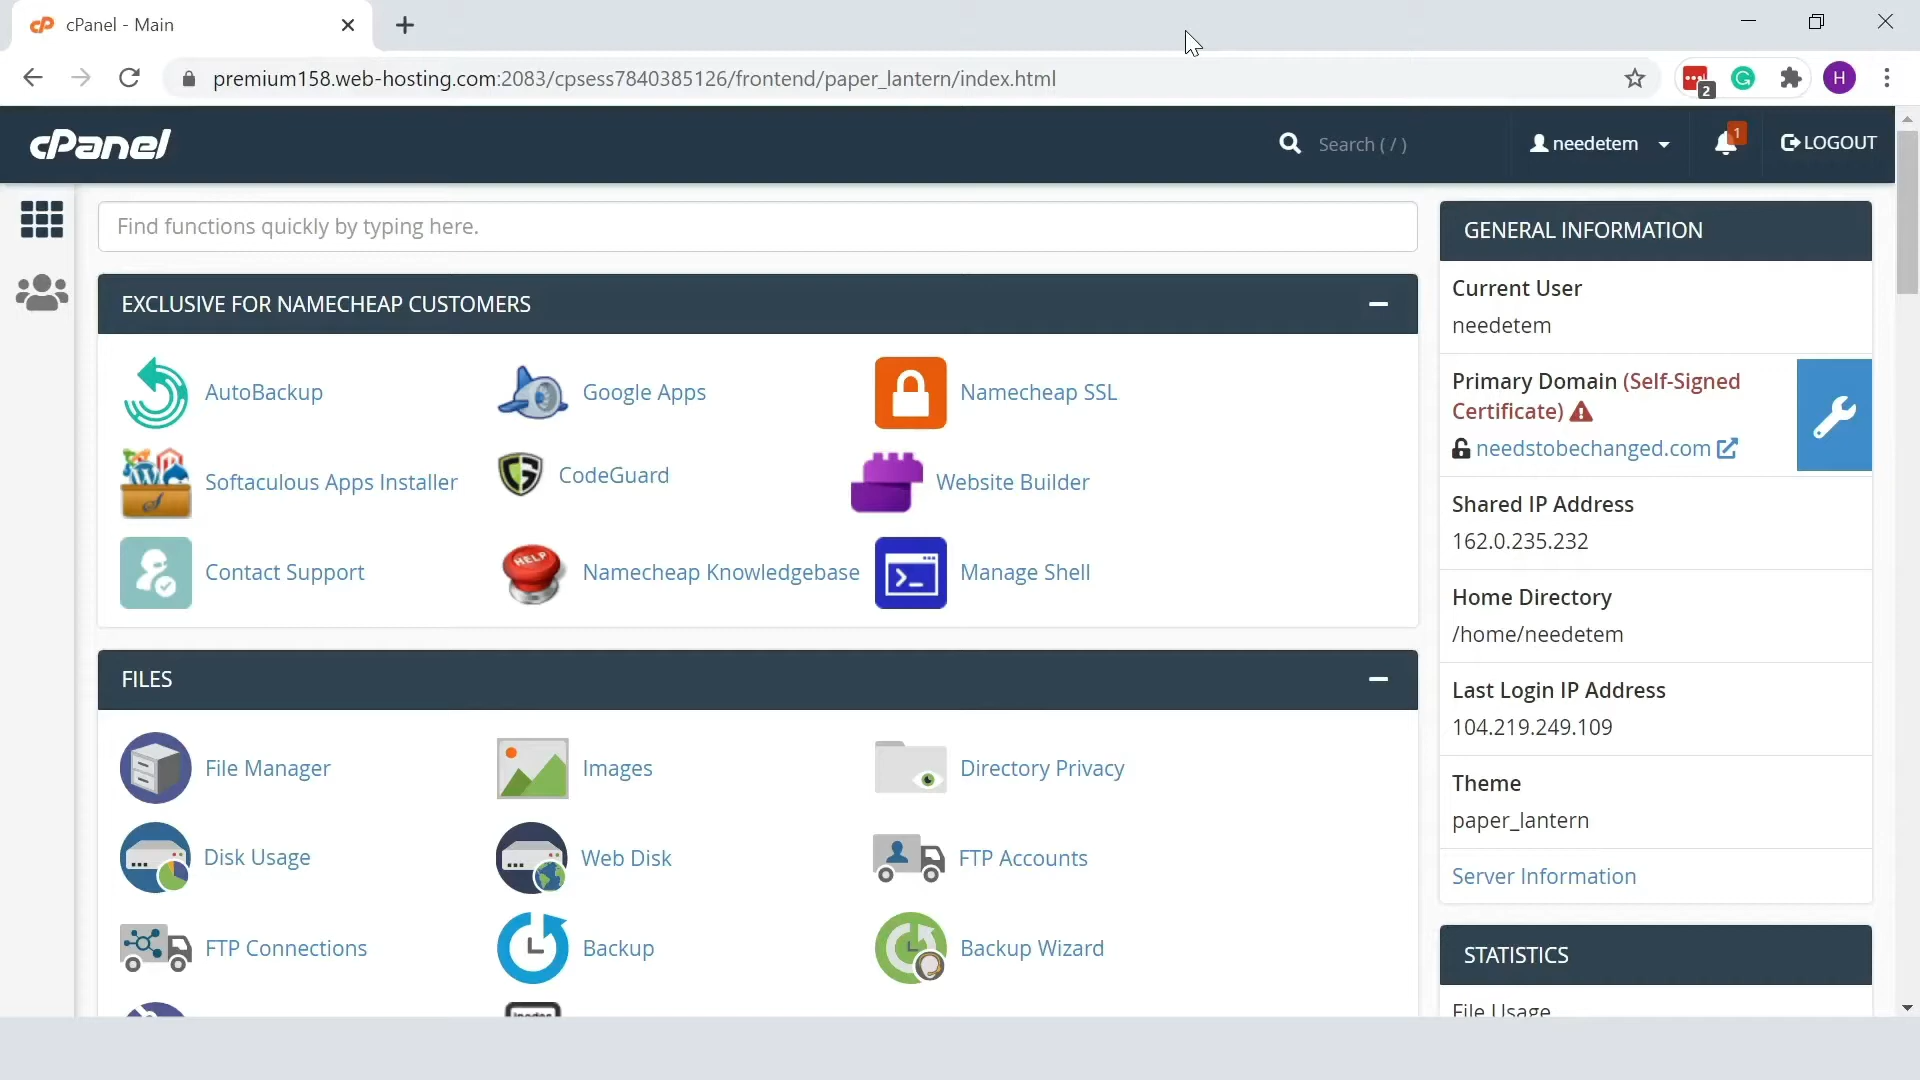 cPanel - Main
premium158.web-hosting.com:2083/cpsess7840385126/frontend/paper_lantern/index.html
2
H
cPanel
Search ( / )
needetem
1
LOGOUT
Find functions quickly by typing here.
EXCLUSIVE FOR NAMECHEAP CUSTOMERS
AutoBackup
Google Apps
Namecheap SSL
Softaculous Apps Installer
CodeGuard
Website Builder
Contact Support
HELP
Namecheap Knowledgebase
Manage Shell
FILES
File Manager
Images
Directory Privacy
Disk Usage
Web Disk
FTP Accounts
FTP Connections
Backup
Backup Wizard
GENERAL INFORMATION
Current User
needetem
Primary Domain (Self-Signed
Certificate)
needstobechanged.com
Shared IP Address
162.0.235.232
Home Directory
/home/needetem
Last Login IP Address
104.219.249.109
Theme
paper_lantern
Server Information
STATISTICS
File Usage